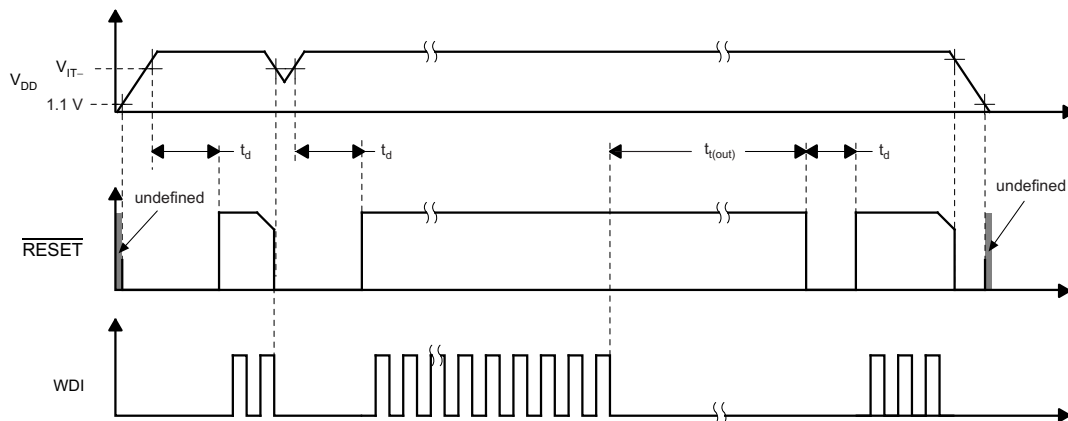 V_DD
V_IT–
1.1 V
t_d
t_d
t_t(out)
t_d
undefined
undefined
RESET
WDI